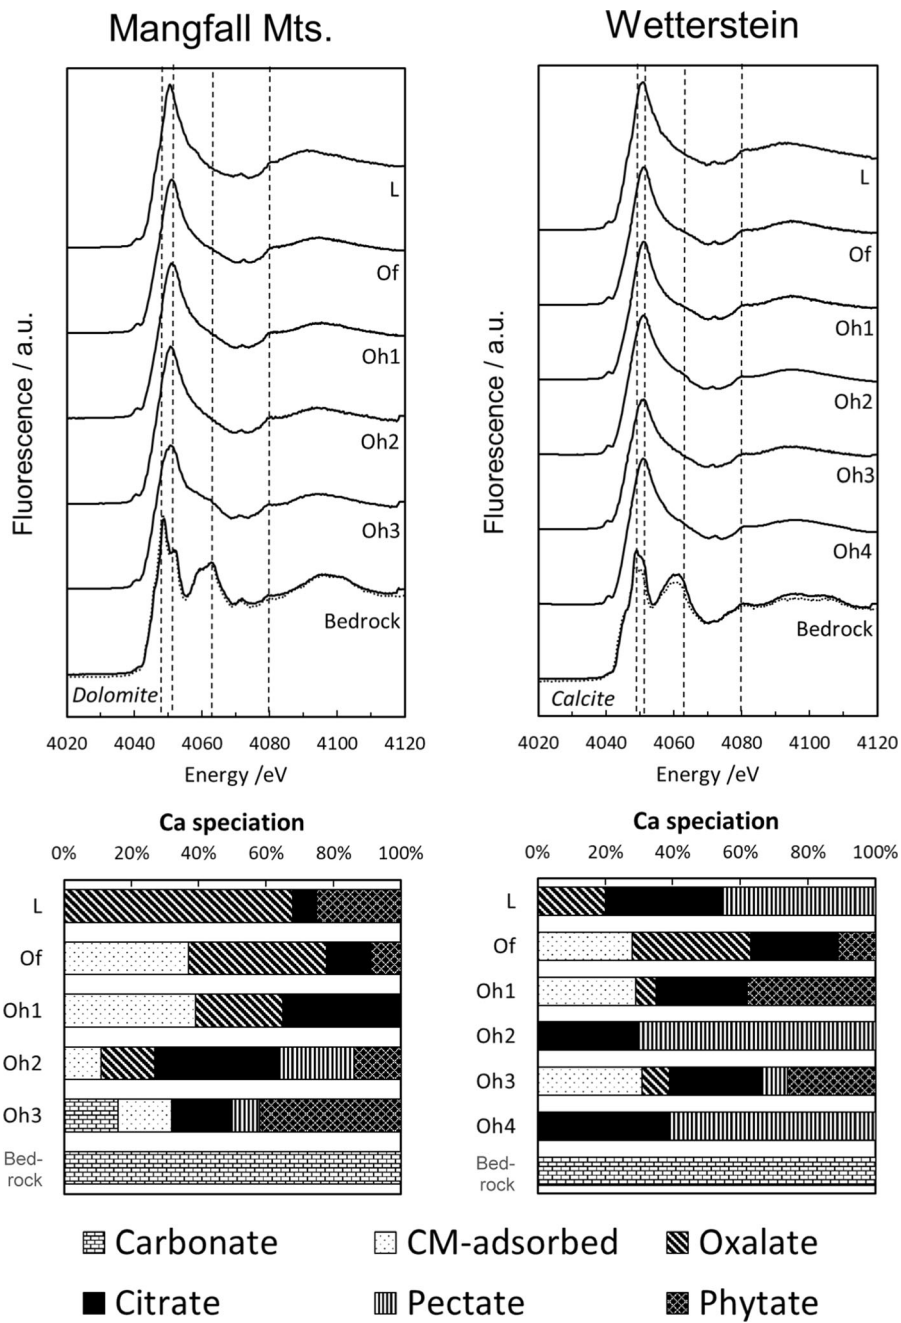 Mangfall Mts.
Wetterstein
Fluorescence / a.u.
L
Of
Oh1
Oh2
Oh3
Bedrock
Dolomite
4020 4040 4060 4080 4100 4120
Energy /eV
Fluorescence / a.u.
L
Of
Oh1
Oh2
Oh3
Oh4
Bedrock
Calcite
4020 4040 4060 4080 4100 4120
Energy /eV
Ca speciation
0% 20% 40% 60% 80% 100%
L
Of
Oh1
Oh2
Oh3
Bed-
rock
Ca speciation
0% 20% 40% 60% 80% 100%
L
Of
Oh1
Oh2
Oh3
Oh4
Bed-
rock
Carbonate CM-adsorbed Oxalate
Citrate Pectate Phytate